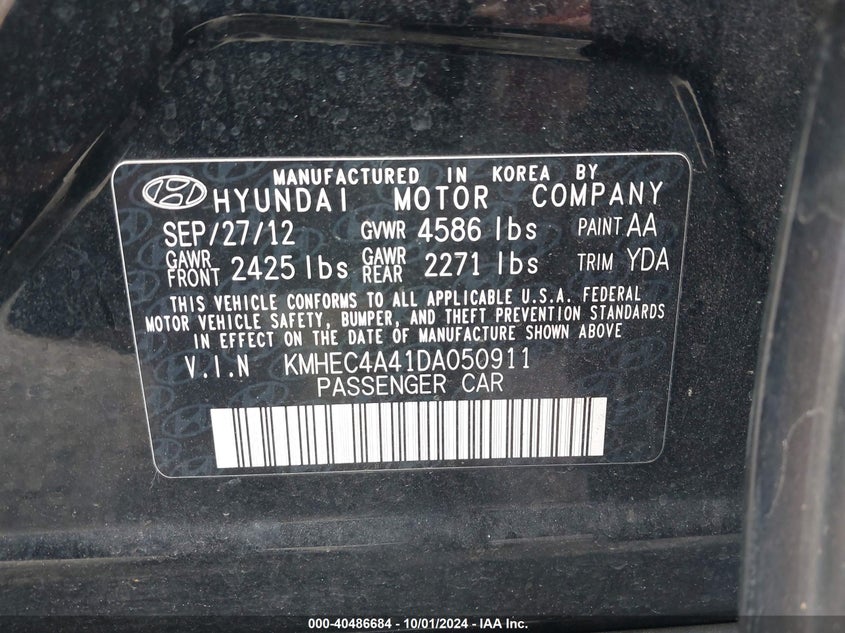 MANUFACTURED IN KOREA BY
HYUNDAI MOTOR COMPANY
SEP/27/12 GVWR 4586 lbs PAINT AA
GAWR FRONT 2425 lbs GAWR REAR 2271 lbs TRIM YDA
THIS VEHICLE CONFORMS TO ALL APPLICABLE U.S.A. FEDERAL
MOTOR VEHICLE SAFETY, BUMPER, AND THEFT PREVENTION STANDARDS
IN EFFECT ON THE DATE OF MANUFACTURE SHOWN ABOVE
V.I.N KMHEC4A41DA050911
PASSENGER CAR
000-40486684 - 10/01/2024 - IAA Inc.